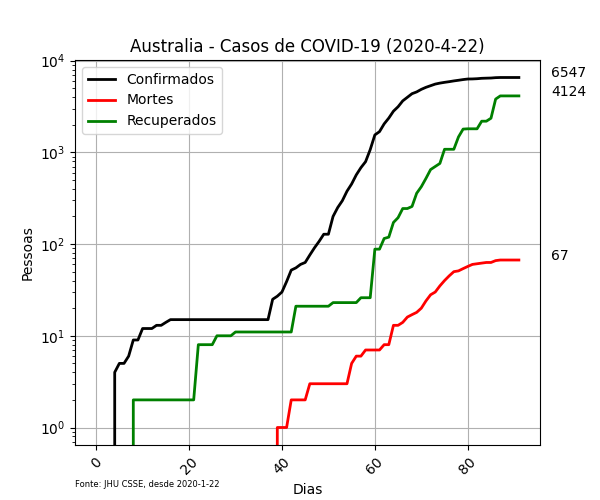 Australia - Casos de COVID-19 (2020-4-22)
Confirmados
Mortes
Recuperados
10^4
10^3
10^2
10^1
10^0
Pessoas
6547
4124
67
0
20
40
60
80
Dias
Fonte: JHU CSSE, desde 2020-1-22